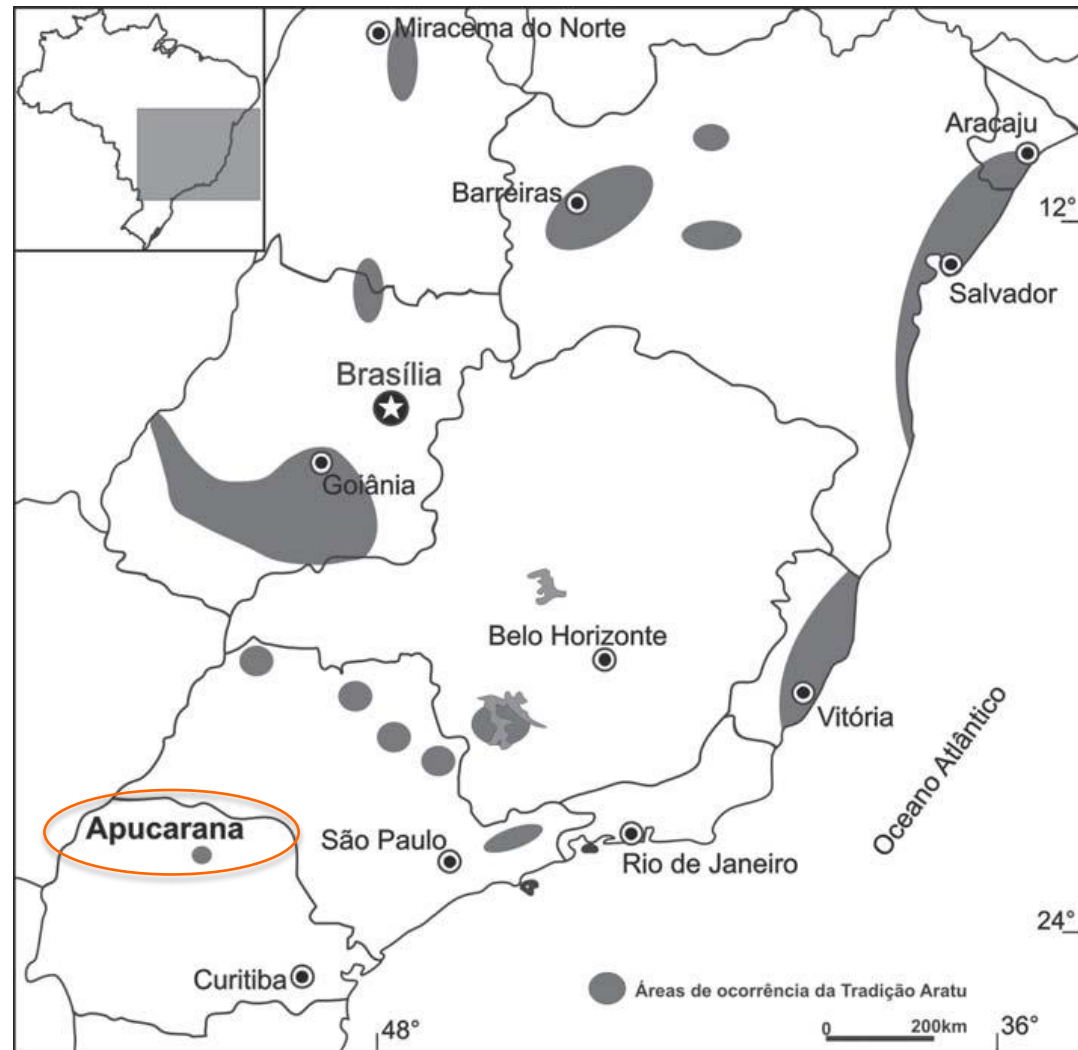 Miracema do Norte
Aracaju
Barreiras
12°
Salvador
Brasília
Goiânia
Belo Horizonte
Vitória
Oceano Atlântico
Apucarana
São Paulo
Rio de Janeiro
24°
Curitiba
Áreas de ocorrência da Tradição Aratu
48°
0 200km
36°